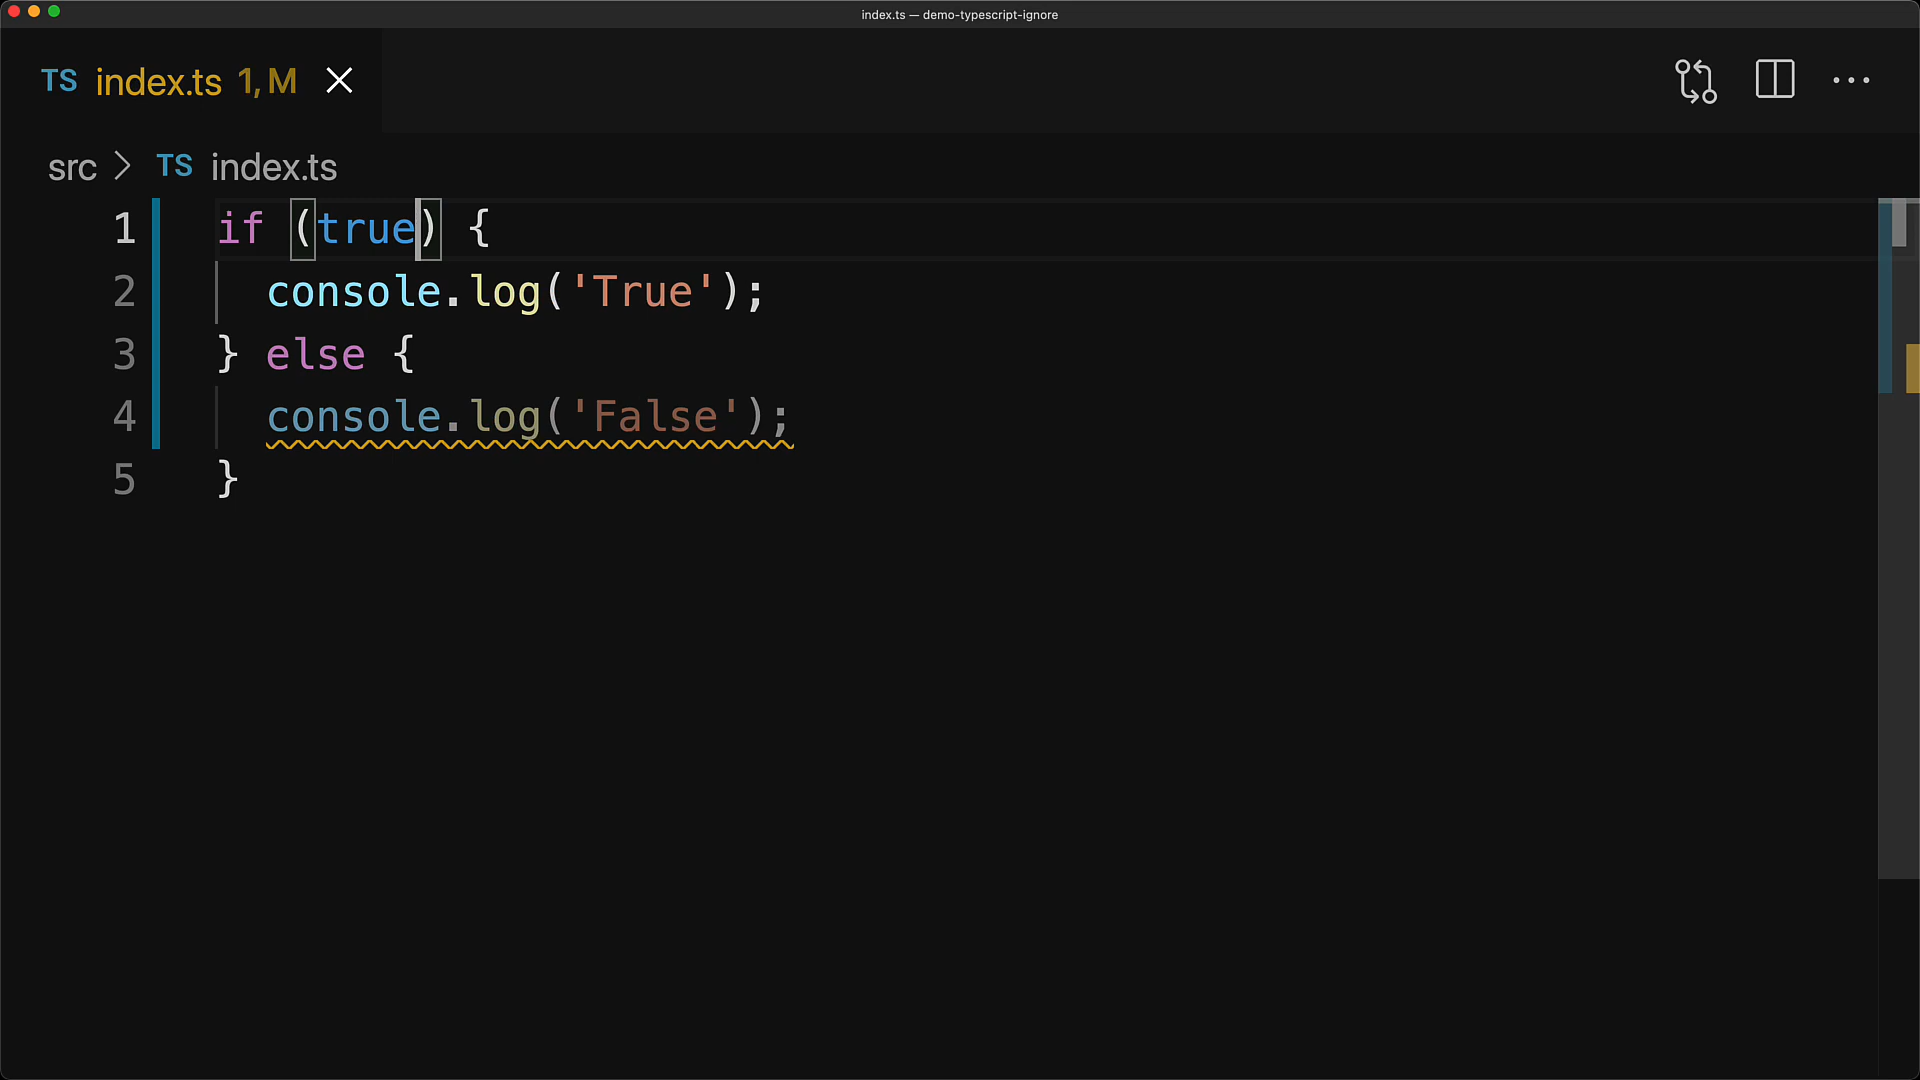 index.ts — demo-typescript-ignore
TS index.ts 1, M
src > TS index.ts
1 if (true) {
2   console.log('True');
3 } else {
4   console.log('False');
5 }